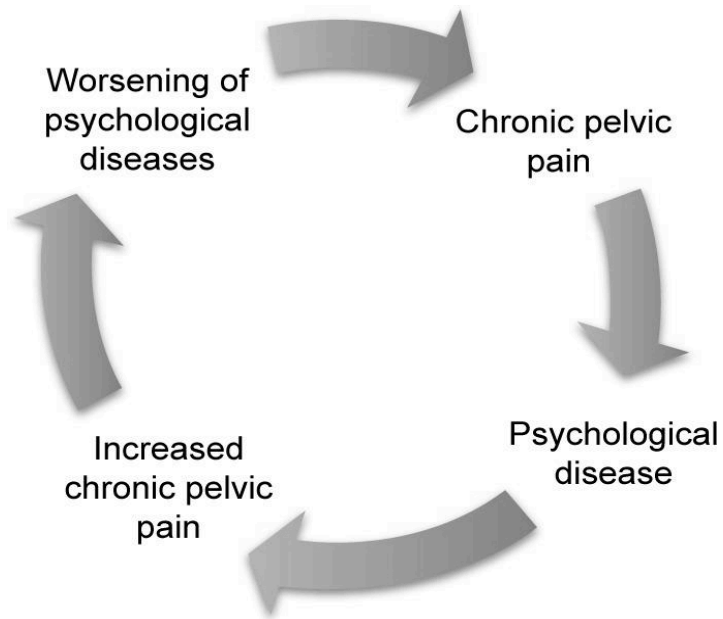 Worsening of
psychological
diseases
Chronic pelvic
pain
Psychological
disease
Increased
chronic pelvic
pain